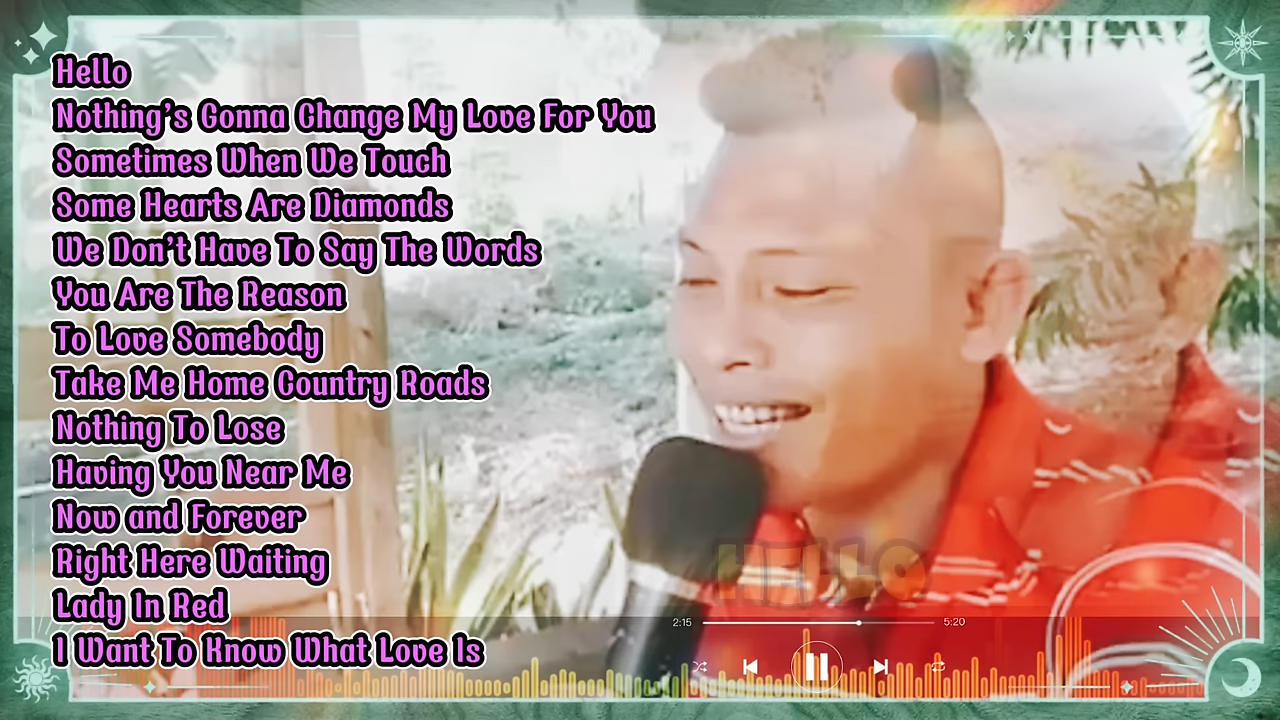 Hello
Nothing's Gonna Change My Love For You
Sometimes When We Touch
Some Hearts Are Diamonds
We Don't Have To Say The Words
You Are The Reason
To Love Somebody
Take Me Home Country Roads
Nothing To Lose
Having You Near Me
Now and Forever
Right Here Waiting
Lady In Red
I Want To Know What Love Is
HELLO
2:15 5:20